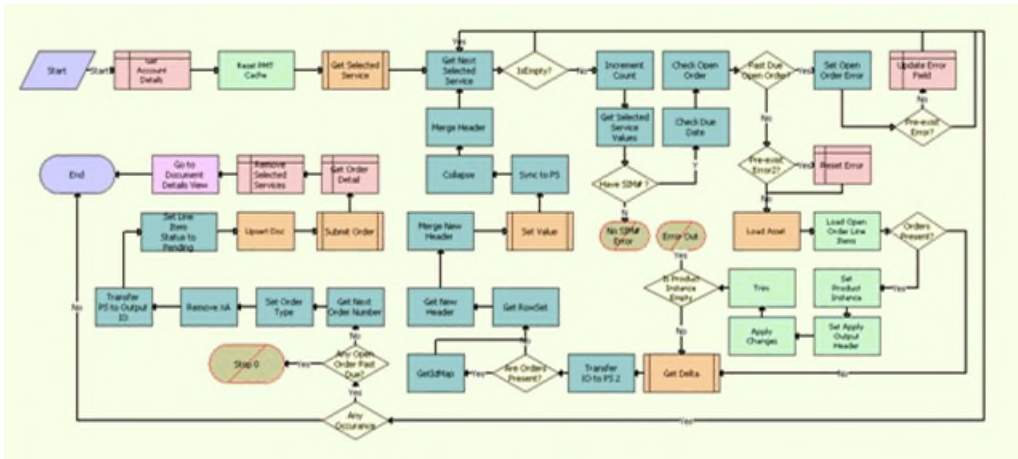 Start
Start
Get
Account
Details
Reset PMT
Cache
Get Selected
Service
Yes
Get Next
Selected
Service
IsEmpty?
No
Increment
Count
Check Open
Order
Past Due
Open Order?
Yes
Set Open
Order Error
Update Error
Field
No
Pre-exist
Error?
Merge Header
Get Selected
Service
Values
Check Due
Date
No
End
Go to
Document
Details View
Remove
Selected
Services
Get Order
Detail
Collapse
Sync to PS
Have SIM# ?
Y
Pre-exist
Error2?
Yes
Reset Error
No
Set Line
Item
Status to
Pending
Upsert Doc
Submit Order
Merge New
Header
Set Value
N
No SIM#
Error
Error Out
Load Asset
Load Open
Order Line
Items
Orders
Present?
Yes
Transfer
PS to Output
IO
Remove XA
Set Order
Type
Get Next
Order Number
Get New
Header
Get RowSet
Is Product
Instance
Empty
Trim
Set
Product
Instance
Yes
No
No
No
No
Apply
Changes
Set Apply
Output
Header
Stop 0
Yes
Any Open
Order Past
Due?
GetIdMap
Yes
Are Orders
Present?
Transfer
IO to PS 2
Get Delta
No
Yes
Any
Occurance
Yes